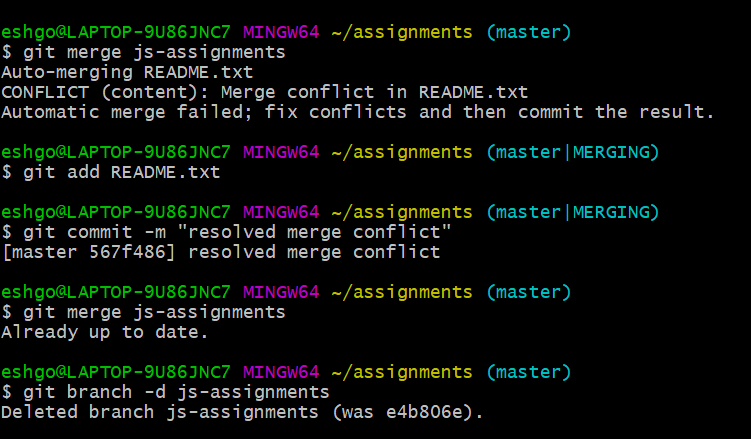 eshgo@LAPTOP-9U86JNC7 MINGW64 ~/assignments (master)
$ git merge js-assignments
Auto-merging README.txt
CONFLICT (content): Merge conflict in README.txt
Automatic merge failed; fix conflicts and then commit the result.
eshgo@LAPTOP-9U86JNC7 MINGW64 ~/assignments (master|MERGING)
$ git add README.txt
eshgo@LAPTOP-9U86JNC7 MINGW64 ~/assignments (master|MERGING)
$ git commit -m "resolved merge conflict"
[master 567f486] resolved merge conflict
eshgo@LAPTOP-9U86JNC7 MINGW64 ~/assignments (master)
$ git merge js-assignments
Already up to date.
eshgo@LAPTOP-9U86JNC7 MINGW64 ~/assignments (master)
$ git branch -d js-assignments
Deleted branch js-assignments (was e4b806e).